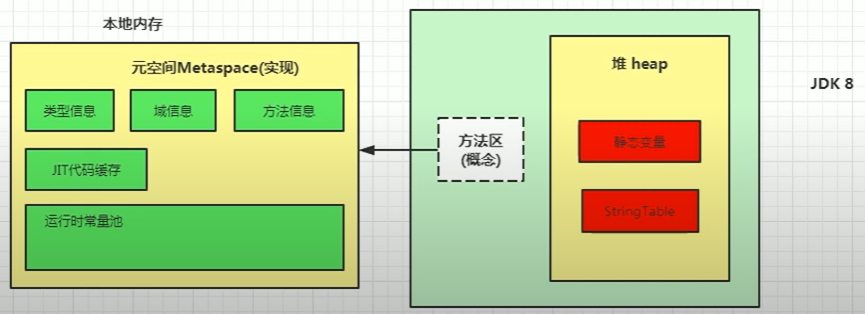 本地内存
元空间Metaspace(实现)
类型信息
域信息
方法信息
JIT代码缓存
运行时常量池
方法区
(概念)
堆 heap
静态变量
StringTable
JDK 8